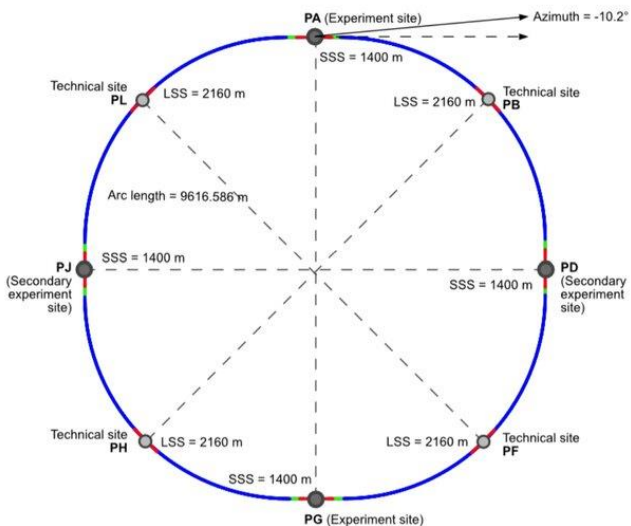 PA (Experiment site)
Azimuth = -10.2°
SSS = 1400 m
Technical site
PL
LSS = 2160 m
LSS = 2160 m
Technical site
PB
Arc length = 9616.586 m
PJ
(Secondary
experiment
site)
SSS = 1400 m
SSS = 1400 m
PD
(Secondary
experiment
site)
Technical site
PH
LSS = 2160 m
LSS = 2160 m
Technical site
PF
SSS = 1400 m
PG (Experiment site)